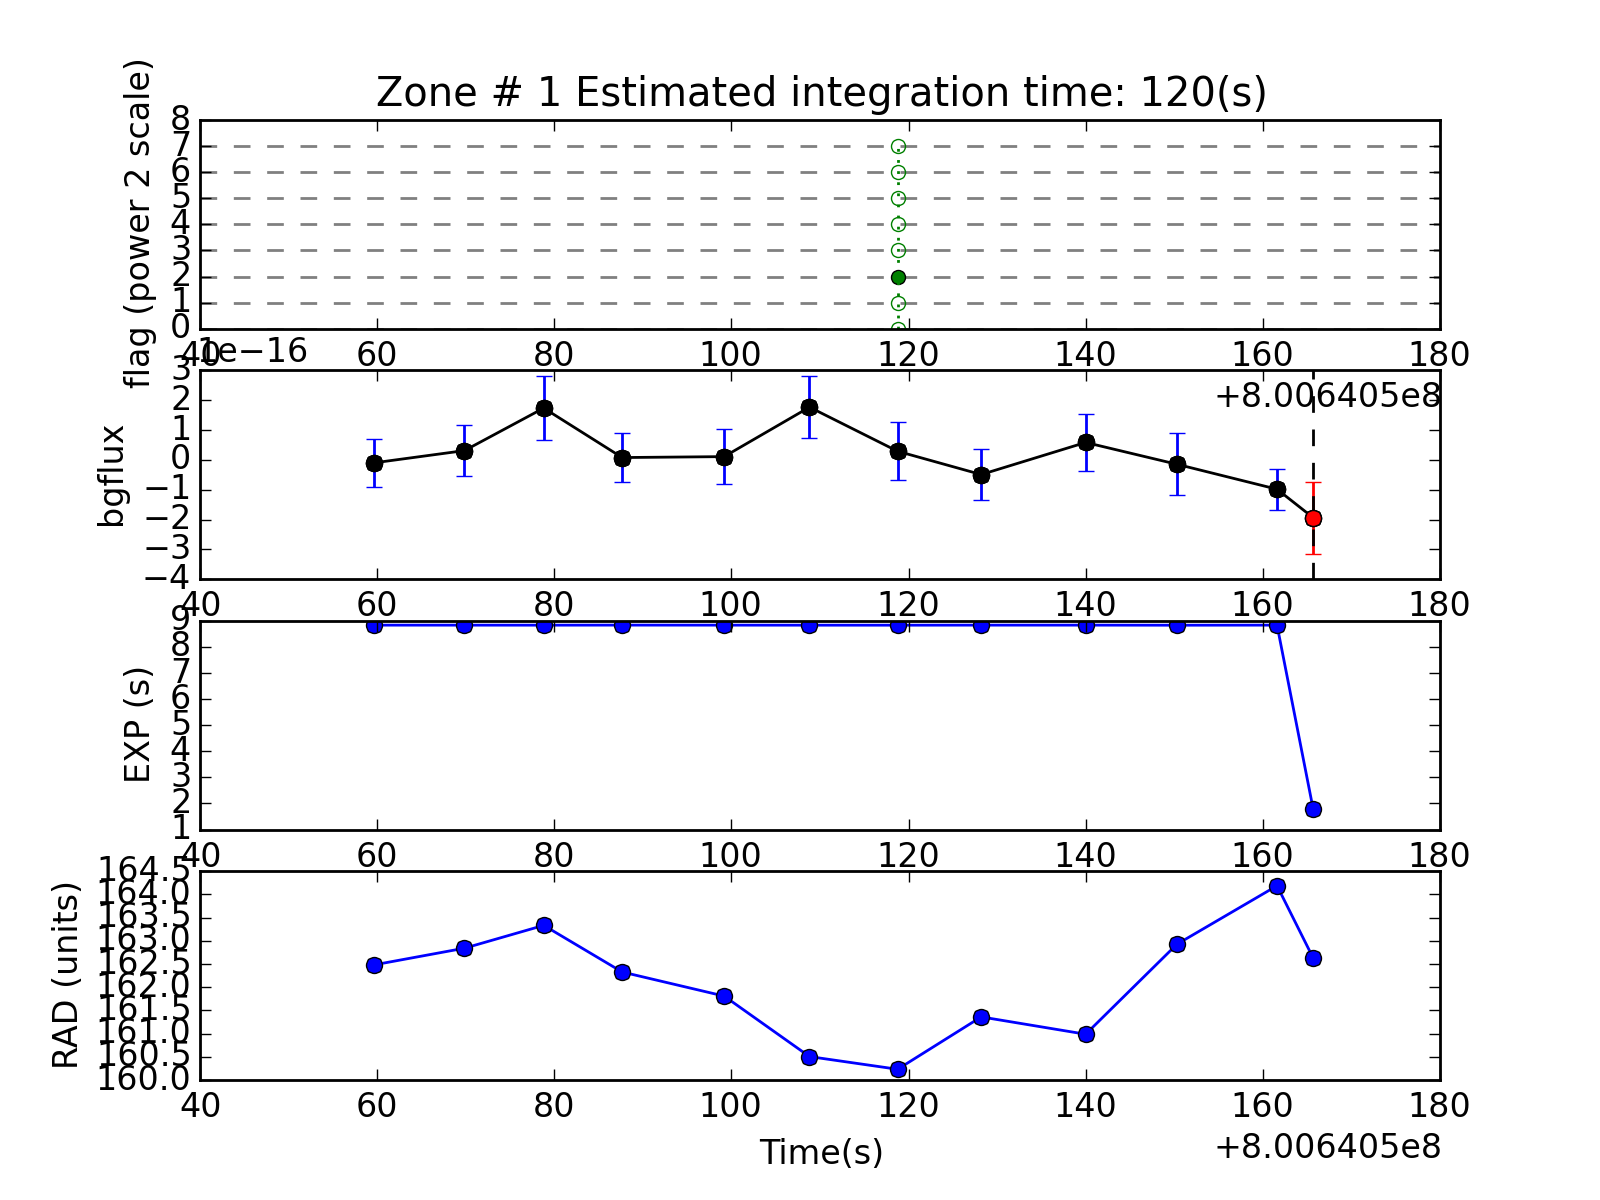 Zone # 1 Estimated integration time: 120(s)
flag (power 2 scale)
8
7
6
5
4
3
2
1
0
40 60 80 100 120 140 160 180
1e−16
+8.006405e8
bgflux
3
2
1
0
−1
−2
−3
−4
40 60 80 100 120 140 160 180
EXP (s)
9
8
7
6
5
4
3
2
1
40 60 80 100 120 140 160 180
RAD (units)
164.5
164.0
163.5
163.0
162.5
162.0
161.5
161.0
160.5
160.0
40 60 80 100 120 140 160 180
Time(s)
+8.006405e8